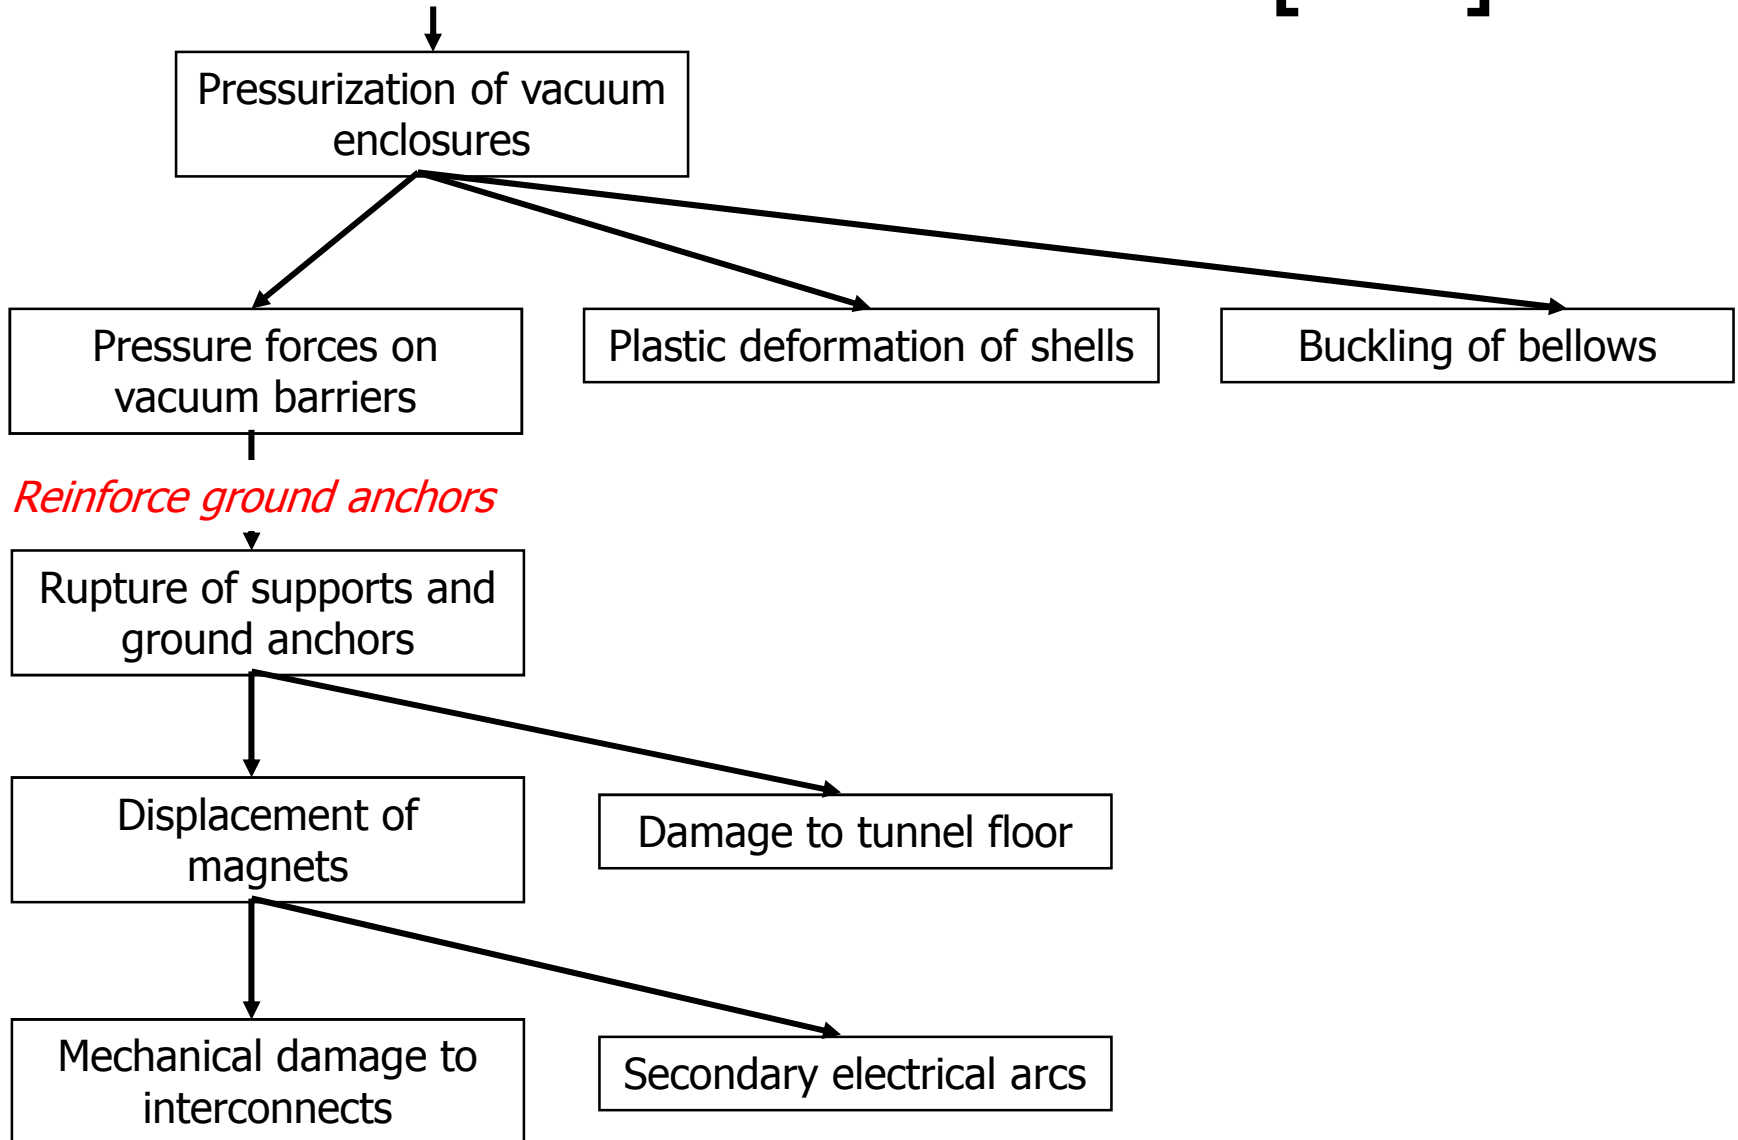 [ ]
Pressurization of vacuum
enclosures
Pressure forces on
vacuum barriers
Plastic deformation of shells
Buckling of bellows
Reinforce ground anchors
Rupture of supports and
ground anchors
Displacement of
magnets
Damage to tunnel floor
Mechanical damage to
interconnects
Secondary electrical arcs